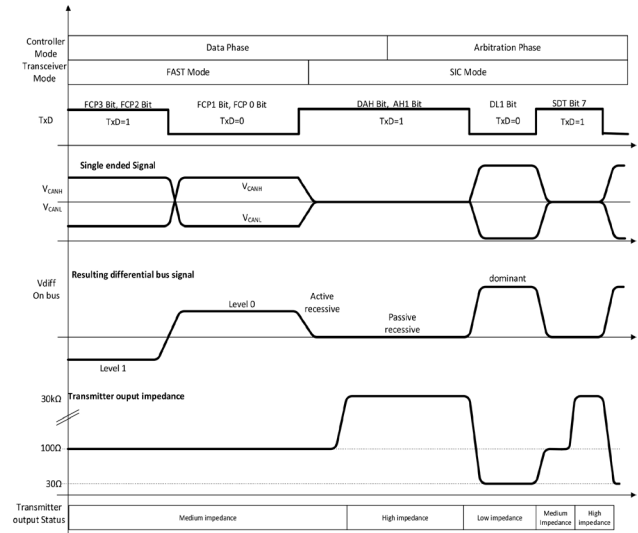 Controller
Mode
Data Phase
Arbitration Phase
Transceiver
Mode
FAST Mode
SIC Mode
TxD
FCP3 Bit, FCP2 Bit
FCP1 Bit, FCP 0 Bit
DAH Bit, AH1 Bit
DL1 Bit
SDT Bit 7
TxD=1
TxD=0
TxD=1
TxD=0
TxD=1
Single ended Signal
VCANH
VCANL
VCANH
VCANL
Vdiff
On bus
Resulting differential bus signal
Level 1
Level 0
Active
recessive
Passive
recessive
dominant
Transmitter ouput impedance
30kΩ
100Ω
30Ω
Transmitter
output Status
Medium impedance
High impedance
Low impedance
Medium
Impedance
High
impedance